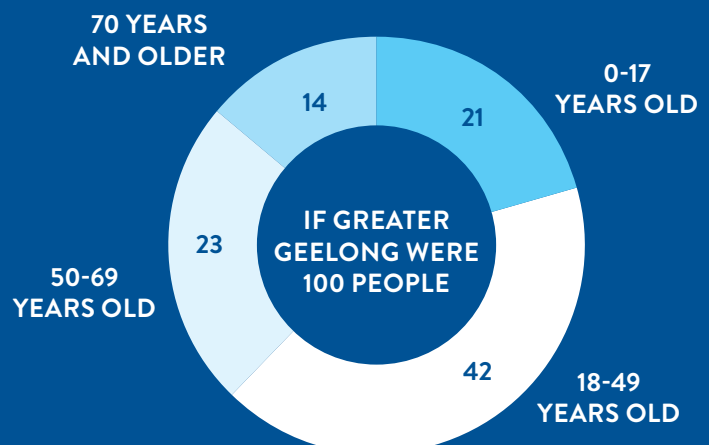 70 YEARS
AND OLDER
14
21
0-17
YEARS OLD
IF GREATER
GEELONG WERE
100 PEOPLE
23
50-69
YEARS OLD
42
18-49
YEARS OLD